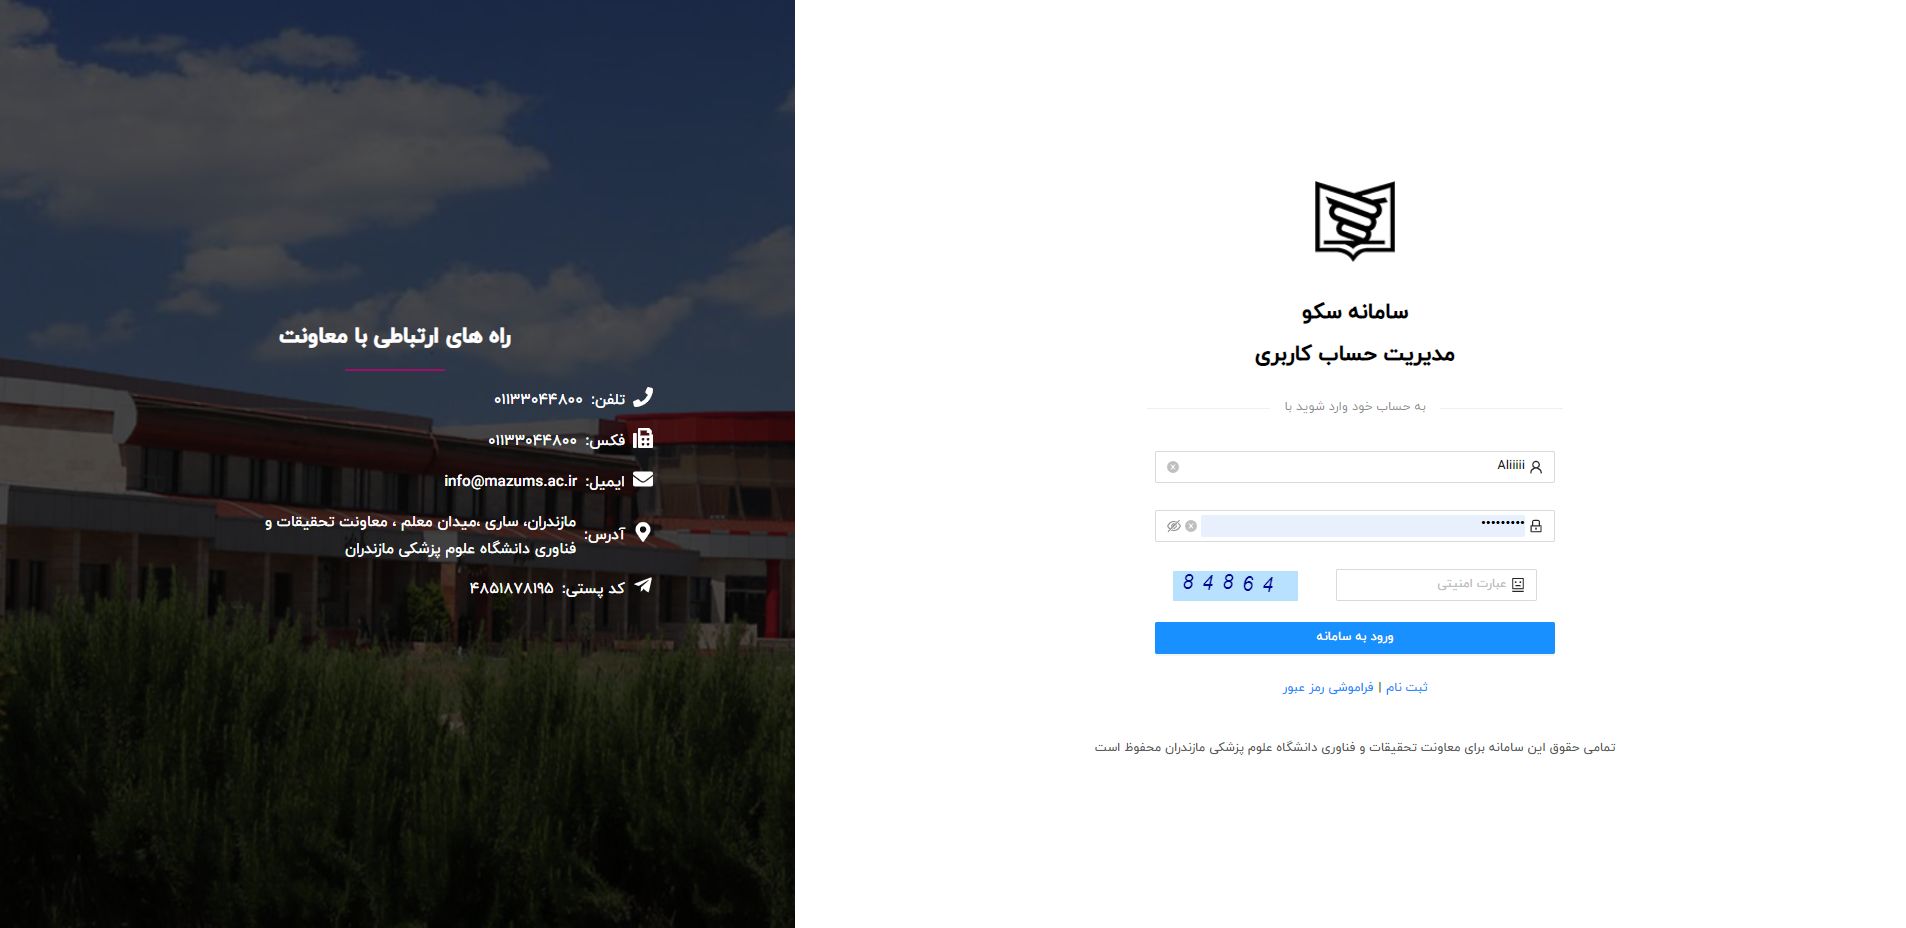 سامانه سکو
مدیریت حساب کاربری
به حساب خود وارد شوید با
Aliiiii
•••••••••
عبارت امنیتی
84864
ورود به سامانه
ثبت نام | فراموشی رمز عبور
تمامی حقوق این سامانه برای معاونت تحقیقات و فناوری دانشگاه علوم پزشکی مازندران محفوظ است
راه های ارتباطی با معاونت
تلفن: ۰۱۱۳۳۰۴۴۸۰۰
فکس: ۰۱۱۳۳۰۴۴۸۰۰
ایمیل: info@mazums.ac.ir
آدرس: مازندران، ساری ،میدان معلم ، معاونت تحقیقات و
فناوری دانشگاه علوم پزشکی مازندران
کد پستی: ۴۸۵۱۸۷۸۱۹۵